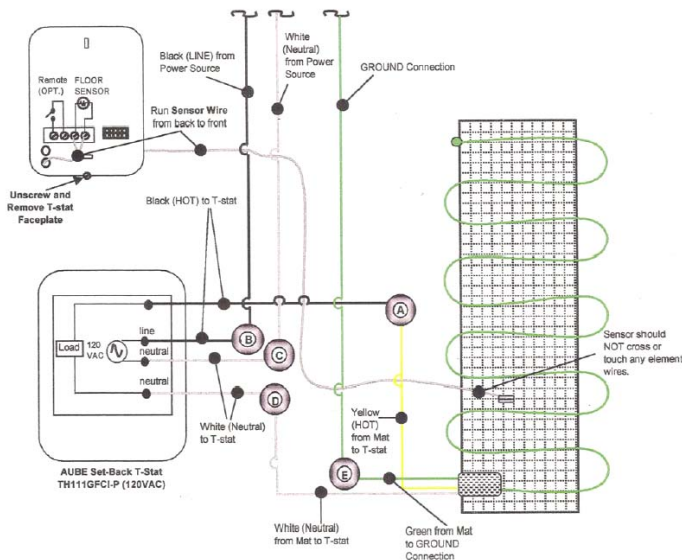 White
(Neutral)
from Power
Source
Black (LINE) from
Power Source
GROUND Connection
Remote
(OPT.)
FLOOR
SENSOR
Run Sensor Wire
from back to front
Unscrew and
Remove T-stat
Faceplate
Black (HOT) to T-stat
A
Load
120
VAC
line
neutral
neutral
B
C
D
Sensor should
NOT cross or
touch any element
wires.
White (Neutral)
to T-stat
Yellow
(HOT)
from Mat
to T-stat
AUBE Set-Back T-Stat
TH111GFCI-P (120VAC)
E
White (Neutral)
from Mat to T-stat
Green from Mat
to GROUND
Connection